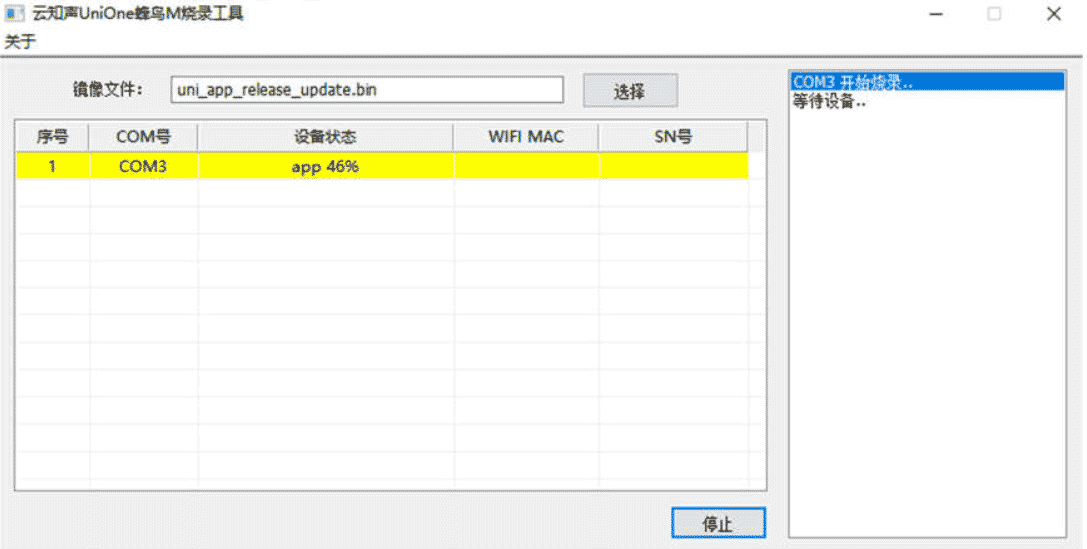 云知声UniOne蜂鸟M烧录工具
关于
镜像文件： uni_app_release_update.bin 选择
序号 COM号 设备状态 WIFI MAC SN号
1 COM3 app 46%
COM3 开始烧录..
等待设备..
停止